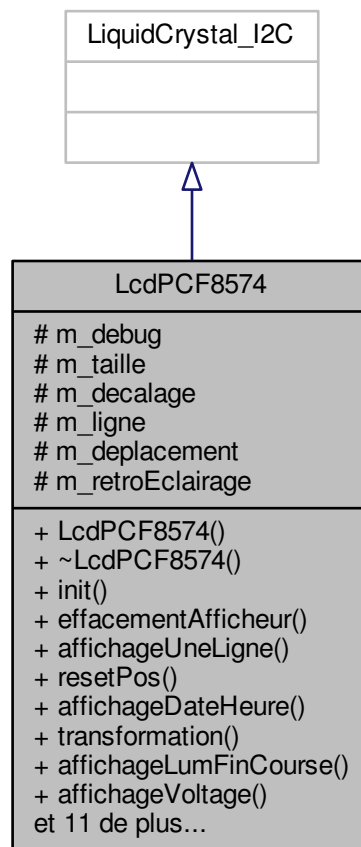 LiquidCrystal_I2C
LcdPCF8574
# m_debug
# m_taille
# m_decalage
# m_ligne
# m_deplacement
# m_retroEclairage
+ LcdPCF8574()
+ ~LcdPCF8574()
+ init()
+ effacementAfficheur()
+ affichageUneLigne()
+ resetPos()
+ affichageDateHeure()
+ transformation()
+ affichageLumFinCourse()
+ affichageVoltage()
et 11 de plus...